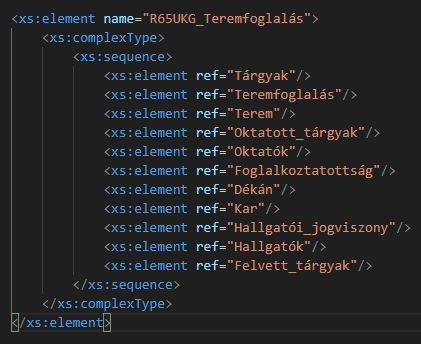 <xs:element name="R65UKG_Teremfoglalás">
<xs:complexType>
<xs:sequence>
<xs:element ref="Tárgyak"/>
<xs:element ref="Teremfoglalás"/>
<xs:element ref="Terem"/>
<xs:element ref="Oktatott_tárgyak"/>
<xs:element ref="Oktatók"/>
<xs:element ref="Foglalkoztatottság"/>
<xs:element ref="Dékán"/>
<xs:element ref="Kar"/>
<xs:element ref="Hallgatói_jogviszony"/>
<xs:element ref="Hallgatók"/>
<xs:element ref="Felvett_tárgyak"/>
</xs:sequence>
</xs:complexType>
</xs:element>